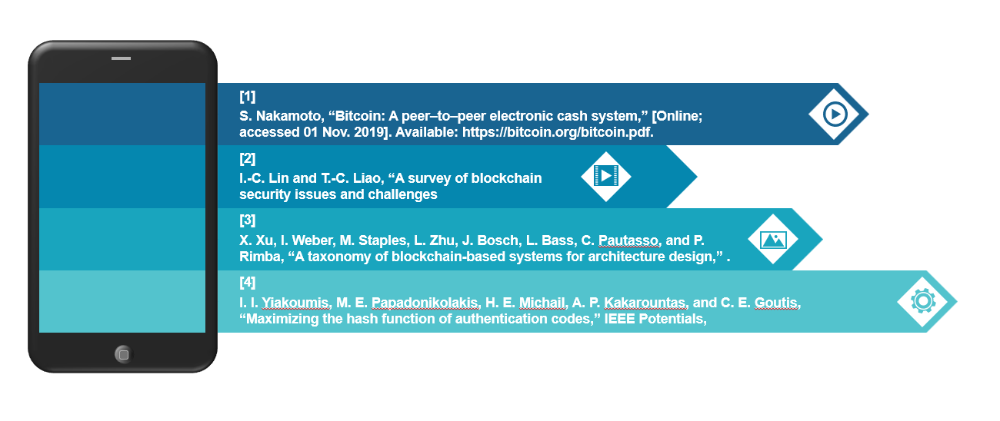 [1]
S. Nakamoto, “Bitcoin: A peer–to–peer electronic cash system,” [Online;
accessed 01 Nov. 2019]. Available: https://bitcoin.org/bitcoin.pdf.
[2]
I.-C. Lin and T.-C. Liao, “A survey of blockchain
security issues and challenges
[3]
X. Xu, I. Weber, M. Staples, L. Zhu, J. Bosch, L. Bass, C. Pautasso, and P.
Rimba, “A taxonomy of blockchain-based systems for architecture design,” .
[4]
I. I. Yiakoumis, M. E. Papadonikolakis, H. E. Michail, A. P. Kakarountas, and C. E. Goutis,
“Maximizing the hash function of authentication codes,” IEEE Potentials,